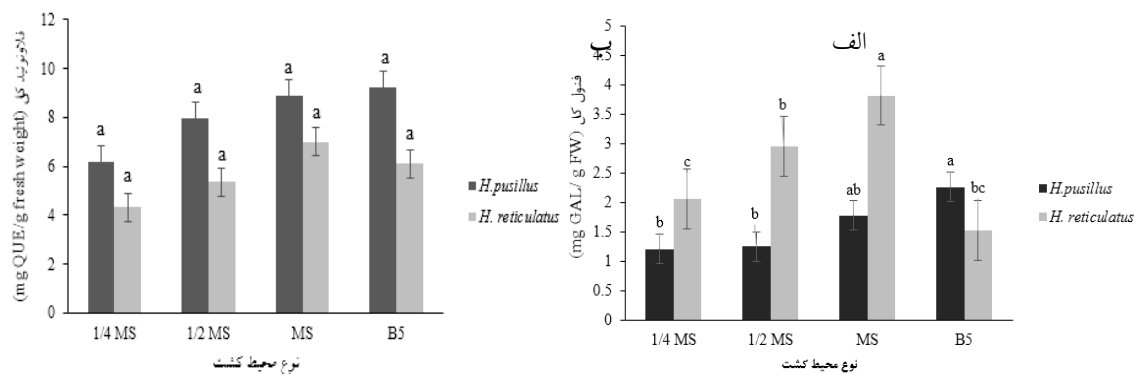 12
10
8
6
4
2
0
فلاونوئید کل (mg QUE/g fresh weight)
a
a
a
a
a
a
a
a
1/4 MS
1/2 MS
MS
B5
نوع محیط کشت
H.pusillus
H. reticulatus
ب
الف
5
4.5
4
3.5
3
2.5
2
1.5
1
0.5
0
فنول کل (mg GAL/ g FW)
b
c
b
b
ab
a
a
bc
1/4 MS
1/2 MS
MS
B5
نوع محیط کشت
H.pusillus
H. reticulatus